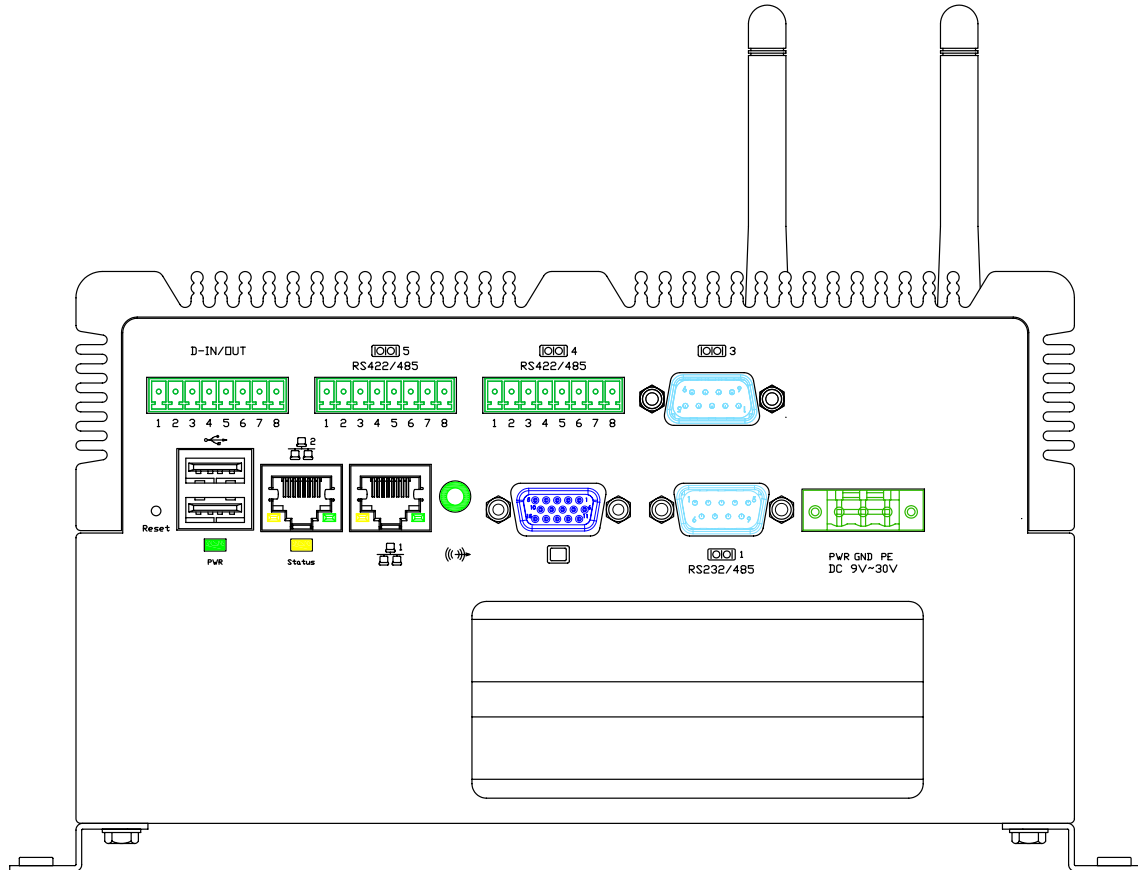 D-IN/OUT
5
RS422/485
4
RS422/485
3
1 2 3 4 5 6 7 8
1 2 3 4 5 6 7 8
1 2 3 4 5 6 7 8
2
Reset
PWR
Status
1
1
RS232/485
PWR GND PE
DC 9V~30V